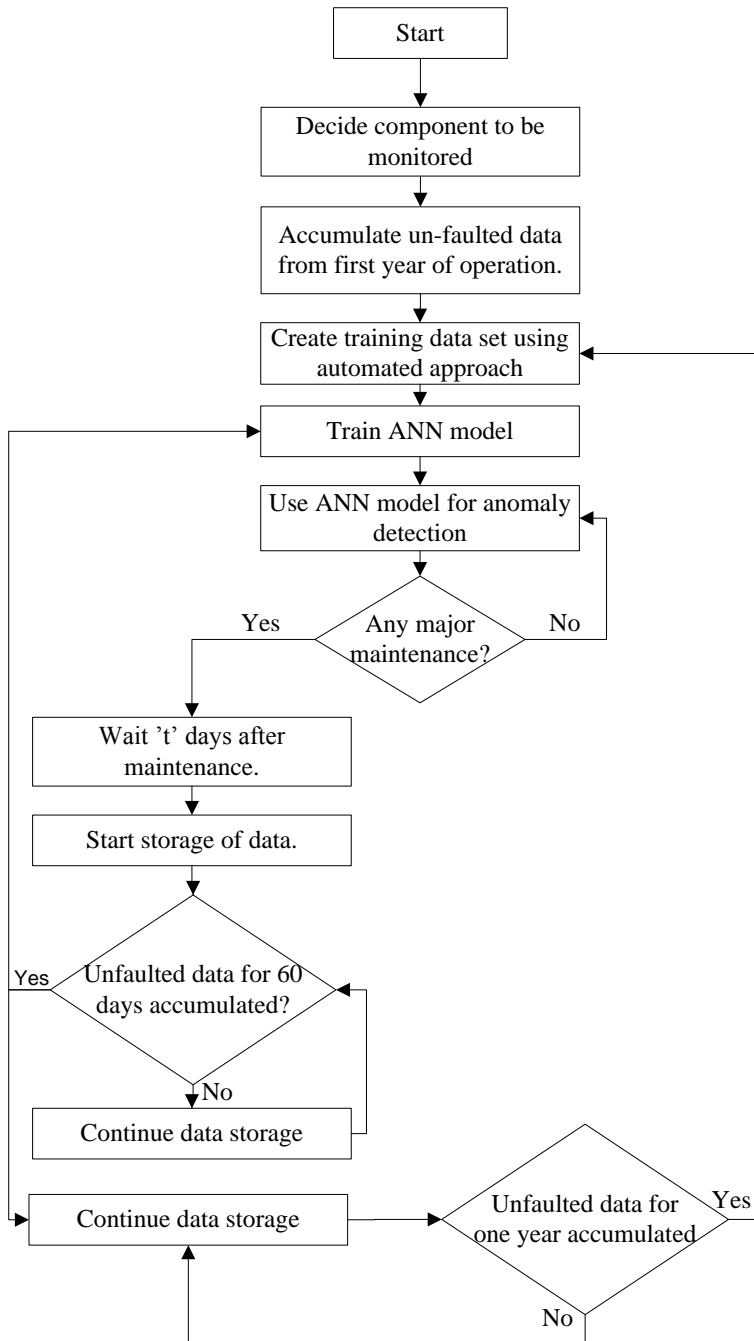 Start
Decide component to be
monitored
Accumulate un-faulted data
from first year of operation.
Create training data set using
automated approach
Train ANN model
Use ANN model for anomaly
detection
Yes
Any major
maintenance?
No
Wait ’t’ days after
maintenance.
Start storage of data.
Yes
Unfaulted data for 60
days accumulated?
No
Continue data storage
Continue data storage
Unfaulted data for
one year accumulated
Yes
No